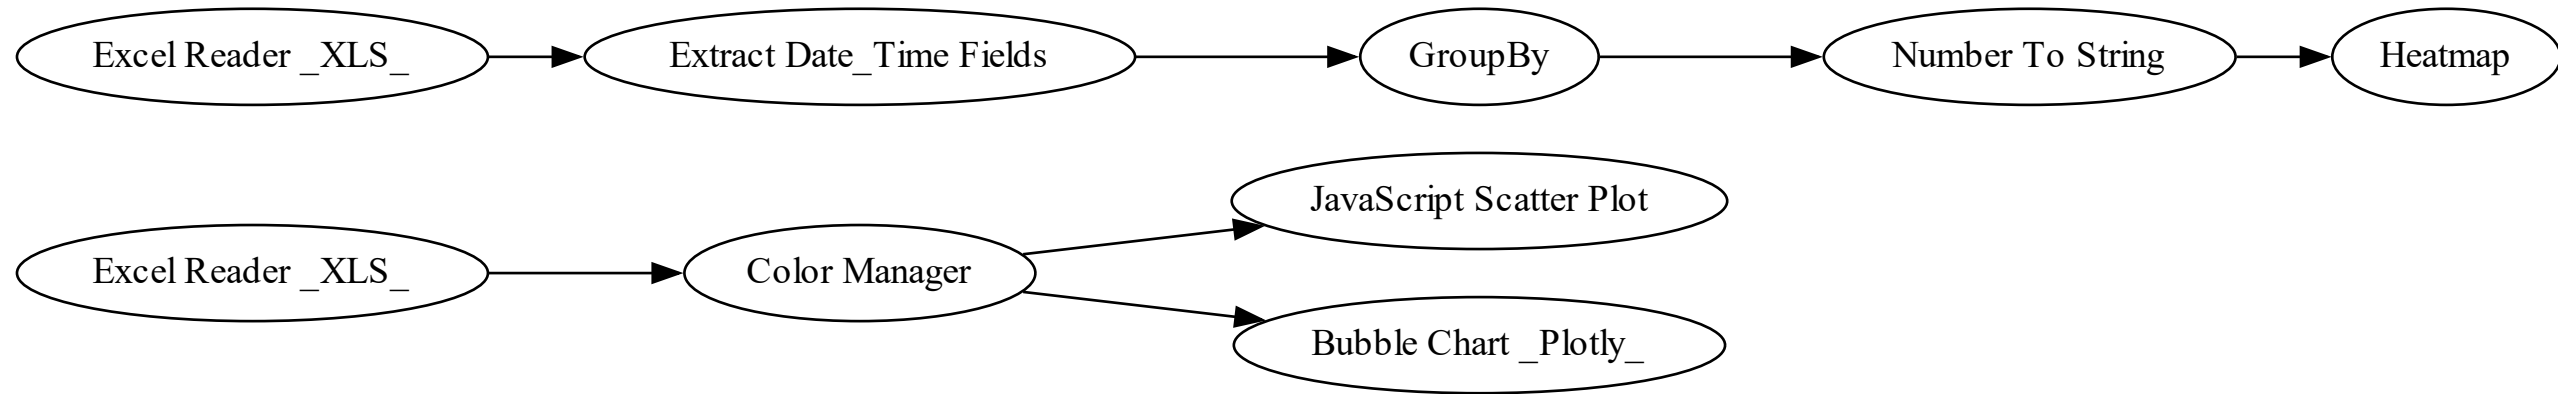 Excel Reader _XLS_
Extract Date_Time Fields
GroupBy
Number To String
Heatmap
JavaScript Scatter Plot
Excel Reader _XLS_
Color Manager
Bubble Chart _Plotly_